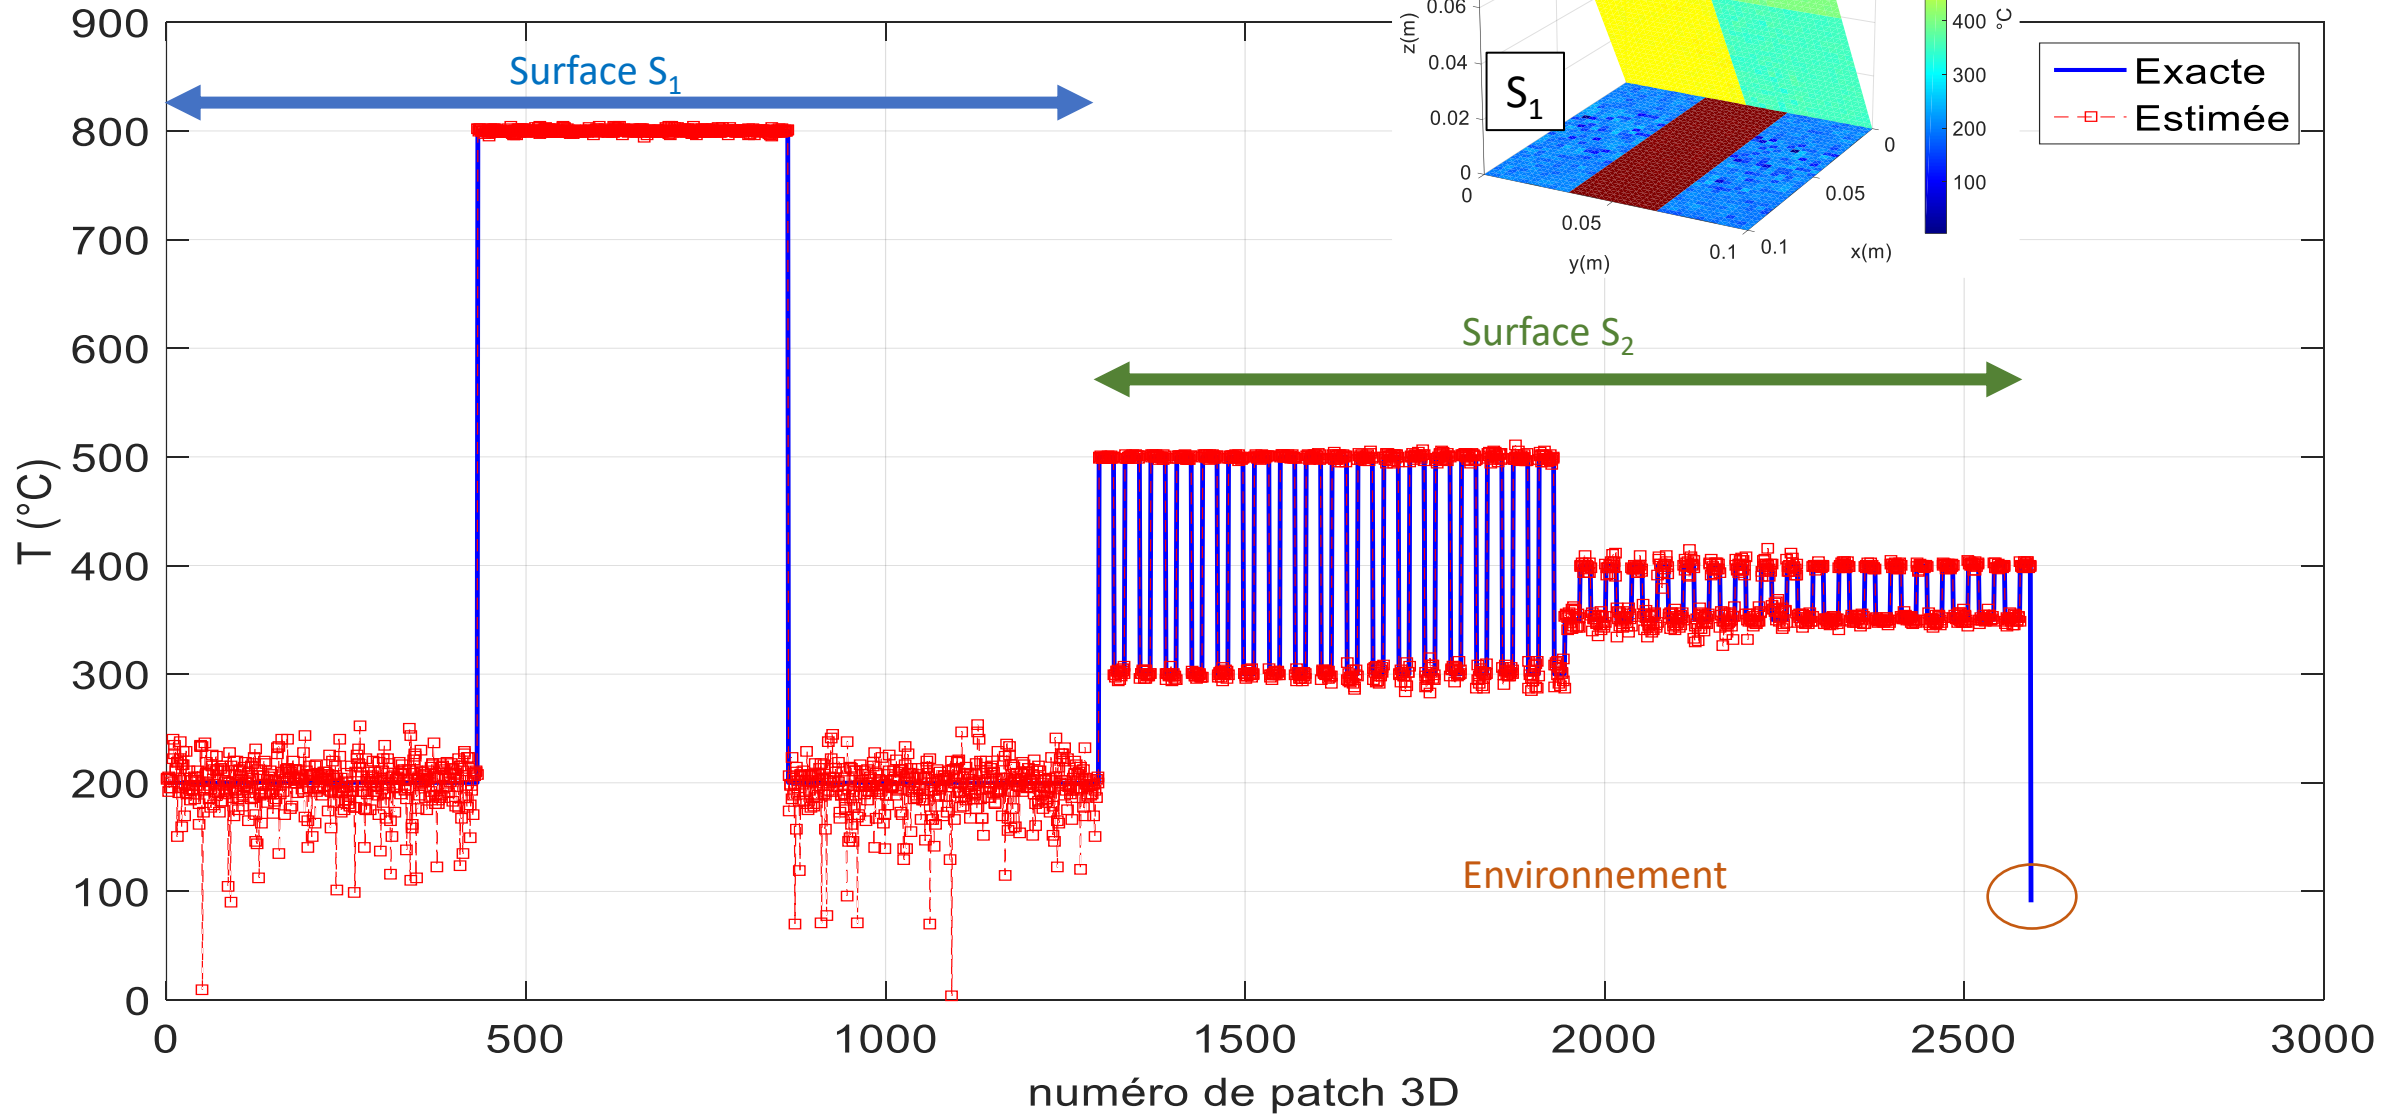 900
800
700
600
500
400
300
200
100
0
T (°C)
0
500
1000
1500
2000
2500
3000
numéro de patch 3D
Surface S1
Surface S2
Environnement
Exacte
Estimée
z(m)
0.06
0.04
0.02
0
S1
0
0.05
0.1
y(m)
0.1
0.05
0
x(m)
400
300
200
100
°C